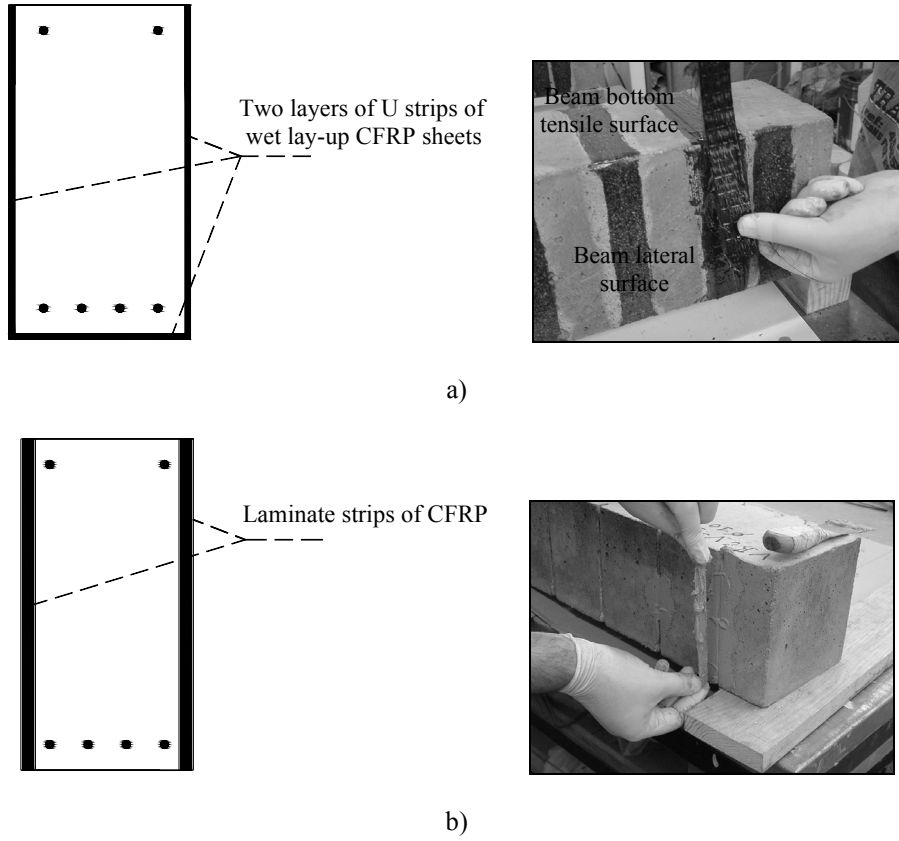 Two layers of U strips of
wet lay-up CFRP sheets
Beam bottom
tensile surface
Beam lateral
surface
a)
Laminate strips of CFRP
b)